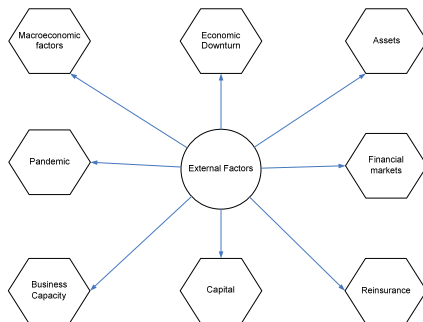 Macroeconomic
factors
Economic
Downturn
Assets
Pandemic
External Factors
Financial
markets
Business
Capacity
Capital
Reinsurance